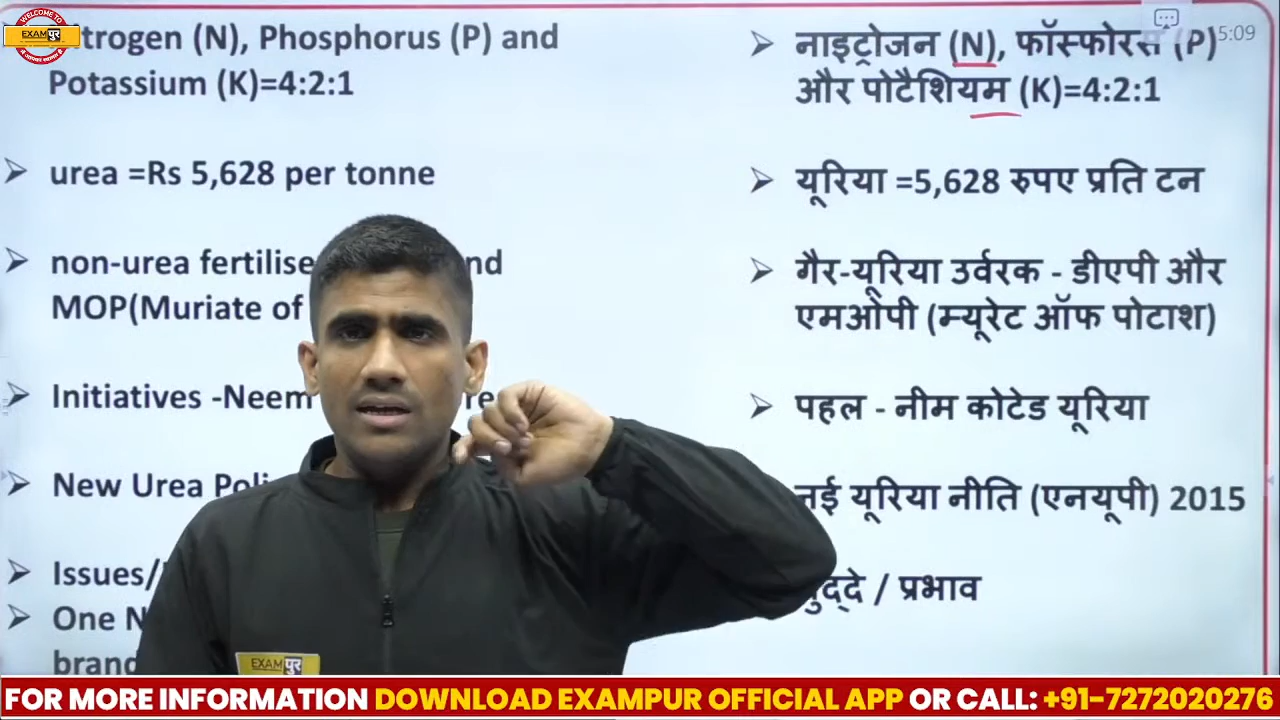 WELCOME TO
EXAMपुर
trogen (N), Phosphorus (P) and
Potassium (K)=4:2:1
urea =Rs 5,628 per tonne
non-urea fertilise nd
MOP(Muriate of
Initiatives -Neem
New Urea Poli
Issues/
One N
brand
नाइट्रोजन (N), फॉस्फोरस (P)
और पोटैशियम (K)=4:2:1
यूरिया =5,628 रुपए प्रति टन
गैर-यूरिया उर्वरक - डीएपी और
एमओपी (म्यूरेट ऑफ पोटाश)
पहल - नीम कोटेड यूरिया
नई यूरिया नीति (एनयूपी) 2015
मुद्दे / प्रभाव
5:09
EXAMपुर
FOR MORE INFORMATION DOWNLOAD EXAMPUR OFFICIAL APP OR CALL: +91-7272020276